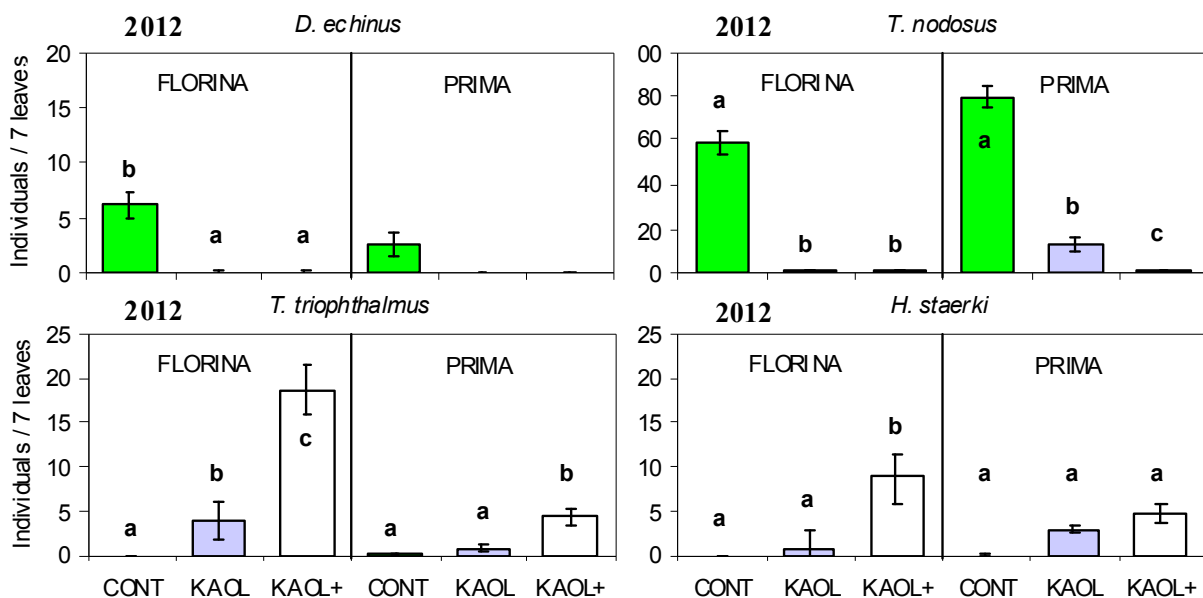 2012 D. echinus
20
15
10
5
0
Individuals / 7 leaves
FLORINA PRIMA
b a a
2012 T. nodosus
00
80
60
40
20
0
FLORINA PRIMA
a b b a b c
2012 T. triophthalmus
25
20
15
10
5
0
Individuals / 7 leaves
FLORINA PRIMA
a b c a a b
CONT KAOL KAOL+ CONT KAOL KAOL+
2012 H. staerki
25
20
15
10
5
0
FLORINA PRIMA
a a b a a a
CONT KAOL KAOL+ CONT KAOL KAOL+